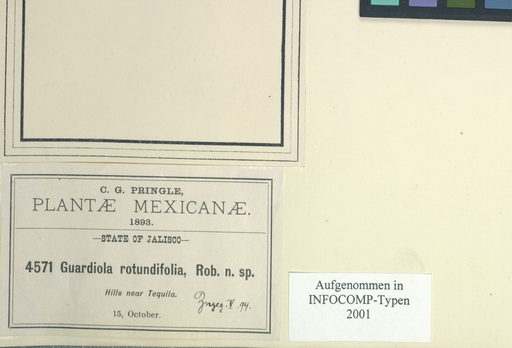 C. G. PRINGLE,
PLANTÆ MEXICANÆ.
1893.
—STATE OF JALISCO—
4571 Guardiola rotundifolia, Rob. n. sp.
Hills near Tequila.
V. 94.
15, October.
Aufgenommen in
INFOCOMP-Typen
2001